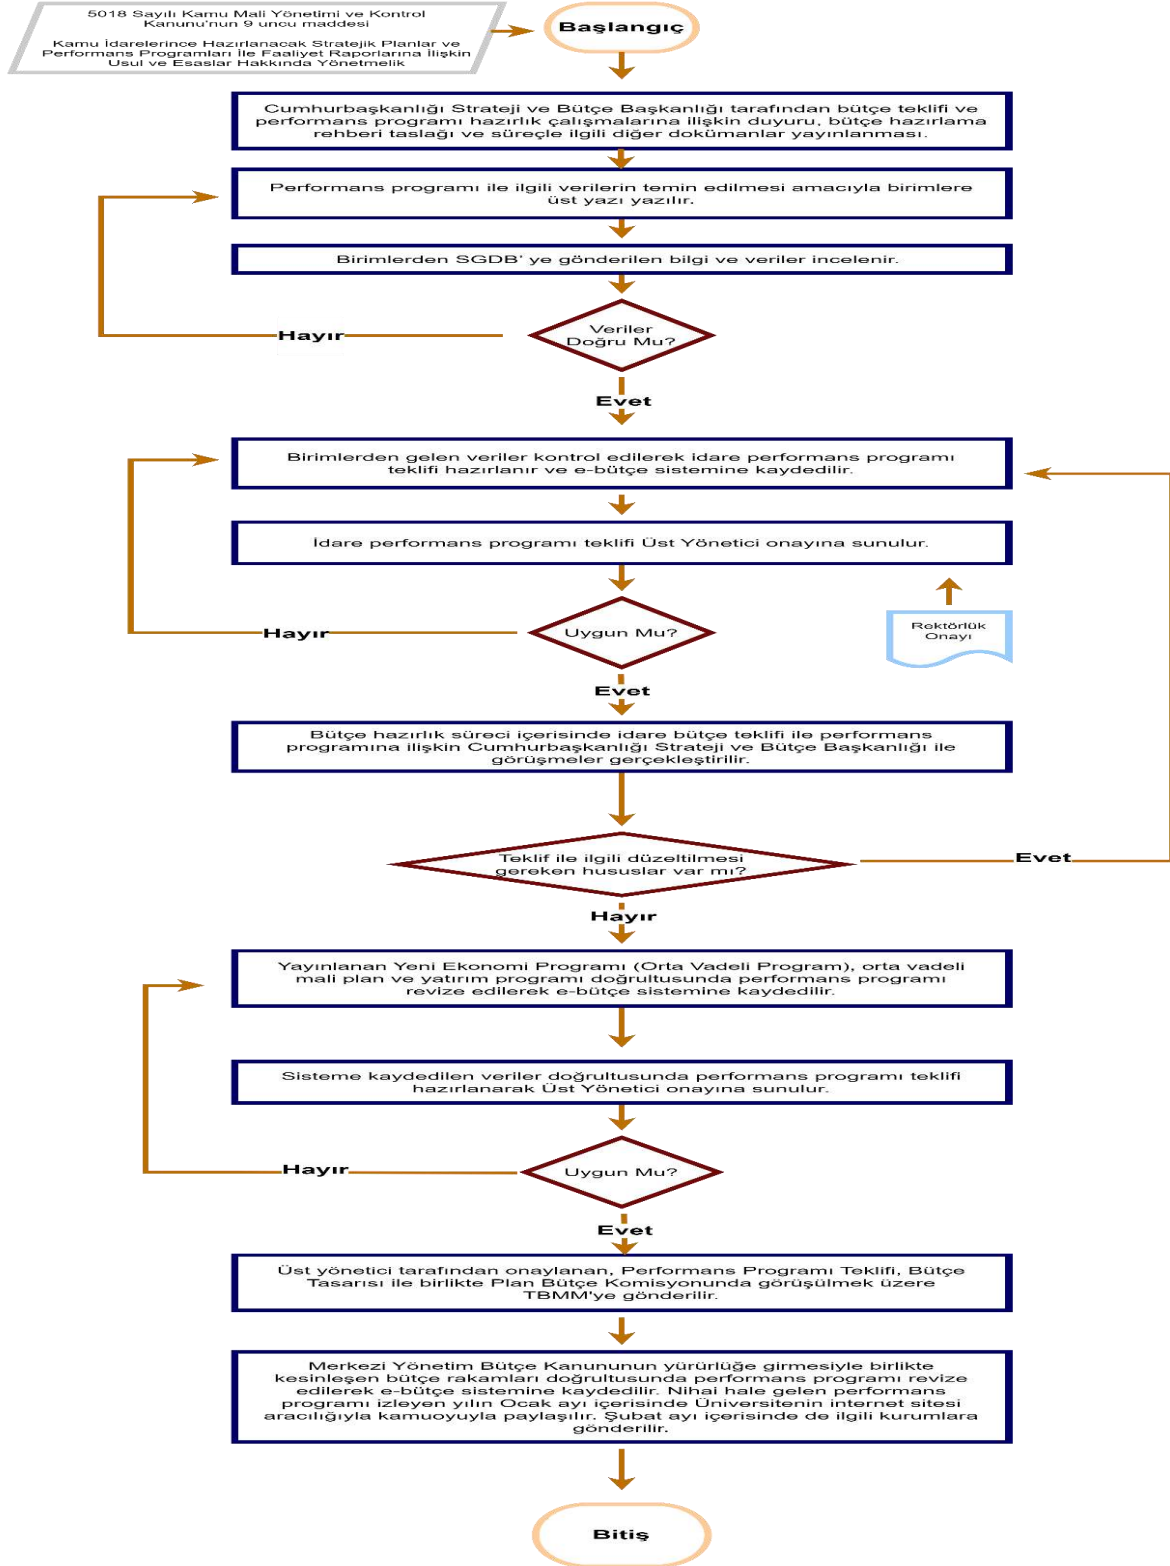 5018 Sayılı Kamu Mali Yönetimi ve Kontrol
Kanunu'nun 9 uncu maddesi
Kamu İdarelerince Hazırlanacak Stratejik Planlar ve
Performans Programları İle Faaliyet Raporlarına İlişkin
Usul ve Esaslar Hakkında Yönetmelik
Başlangıç
Cumhurbaşkanlığı Strateji ve Bütçe Başkanlığı tarafından bütçe teklifi ve
performans programı hazırlık çalışmalarına ilişkin duyuru, bütçe hazırlama
rehberi taslağı ve süreçle ilgili diğer dokümanlar yayınlanması.
Performans programı ile ilgili verilerin temin edilmesi amacıyla birimlere
üst yazı yazılır.
Birimlerden SGDB' ye gönderilen bilgi ve veriler incelenir.
Veriler
Doğru Mu?
Hayır
Evet
Birimlerden gelen veriler kontrol edilerek idare performans programı
teklifi hazırlanır ve e-bütçe sistemine kaydedilir.
İdare performans programı teklifi Üst Yönetici onayına sunulur.
Rektörlük
Onayı
Uygun Mu?
Hayır
Evet
Bütçe hazırlık süreci içerisinde idare bütçe teklifi ile performans
programına ilişkin Cumhurbaşkanlığı Strateji ve Bütçe Başkanlığı ile
görüşmeler gerçekleştirilir.
Teklif ile ilgili düzeltilmesi
gereken hususlar var mı?
Evet
Hayır
Yayınlanan Yeni Ekonomi Programı (Orta Vadeli Program), orta vadeli
mali plan ve yatırım programı doğrultusunda performans programı
revize edilerek e-bütçe sistemine kaydedilir.
Sisteme kaydedilen veriler doğrultusunda performans programı teklifi
hazırlanarak Üst Yönetici onayına sunulur.
Uygun Mu?
Hayır
Evet
Üst yönetici tarafından onaylanan, Performans Programı Teklifi, Bütçe
Tasarısı ile birlikte Plan Bütçe Komisyonunda görüşülmek üzere
TBMM'ye gönderilir.
Merkezi Yönetim Bütçe Kanununun yürürlüğe girmesiyle birlikte
kesinleşen bütçe rakamları doğrultusunda performans programı revize
edilerek e-bütçe sistemine kaydedilir. Nihai hale gelen performans
programı izleyen yılın Ocak ayı içerisinde Üniversitenin internet sitesi
aracılığıyla kamuoyuyla paylaşılır. Şubat ayı içerisinde de ilgili kurumlara
gönderilir.
Bitiş